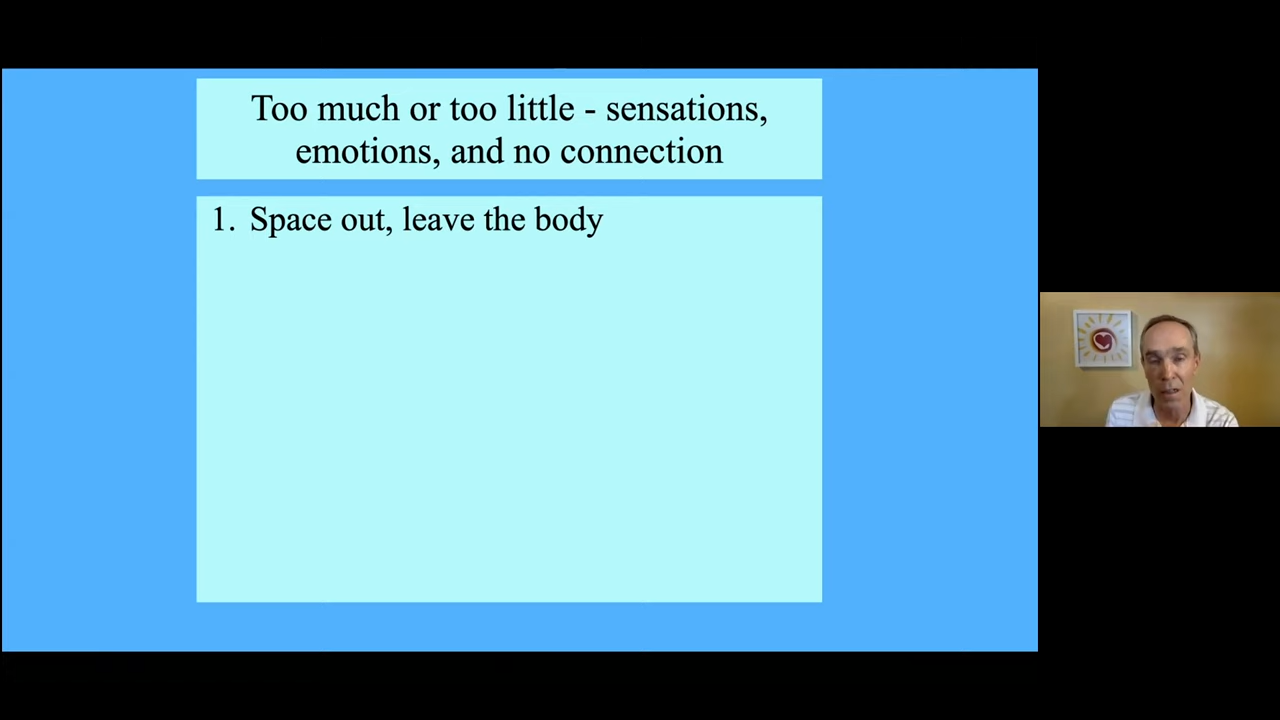 Too much or too little - sensations,
emotions, and no connection
1. Space out, leave the body